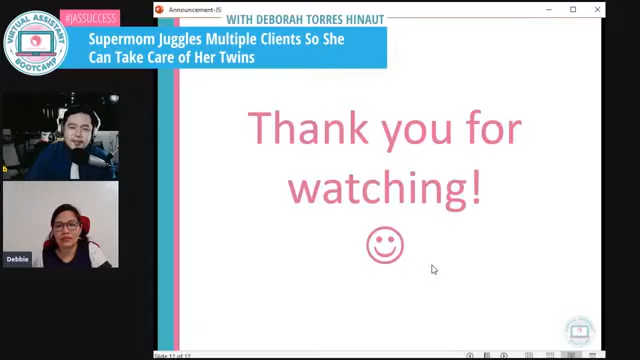 #JASSUCCESS
Announcement-JS
WITH DEBORAH TORRES HINAUT
VIRTUAL ASSISTANT
BOOTCAMP
Supermom Juggles Multiple Clients So She
Can Take Care of Her Twins
Thank you for
watching!
Debbie
Slide 12 of 12